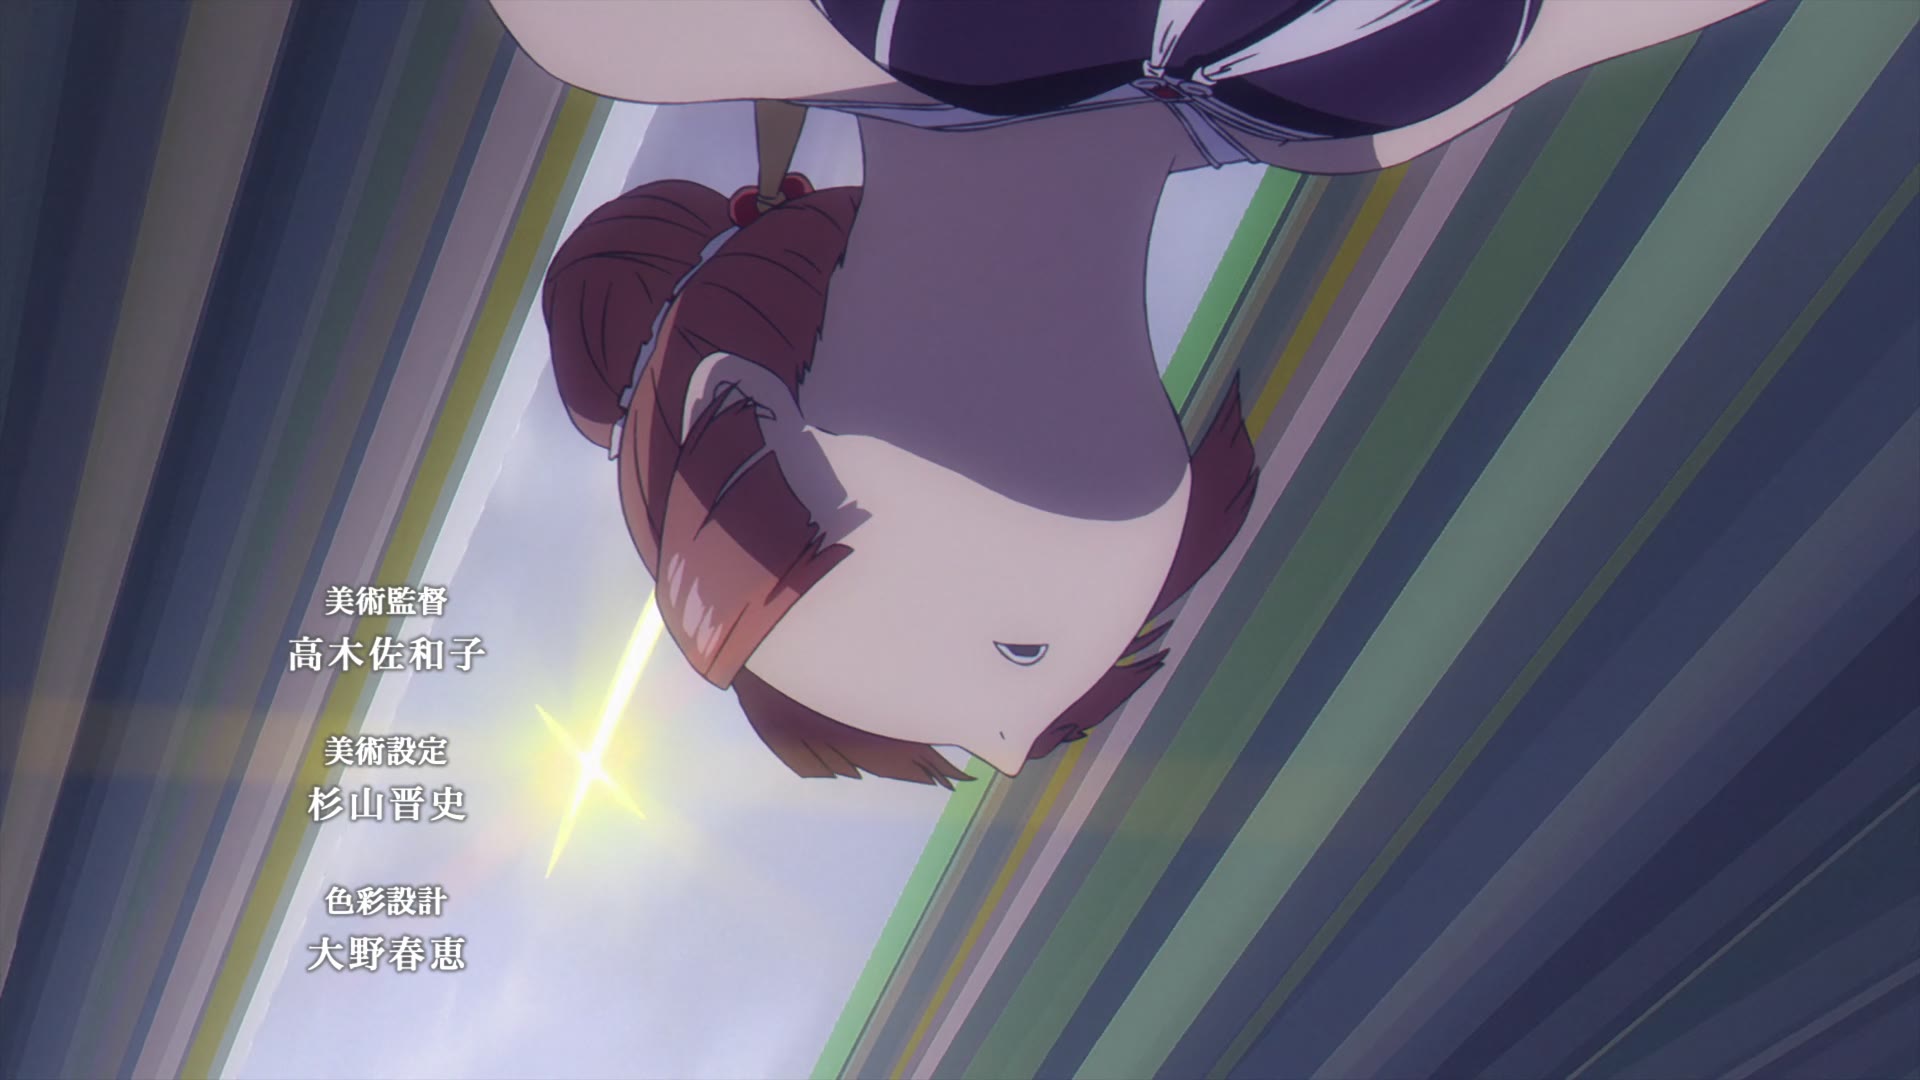 美術監督
高木佐和子
美術設定
杉山晋史
色彩設計
大野春恵